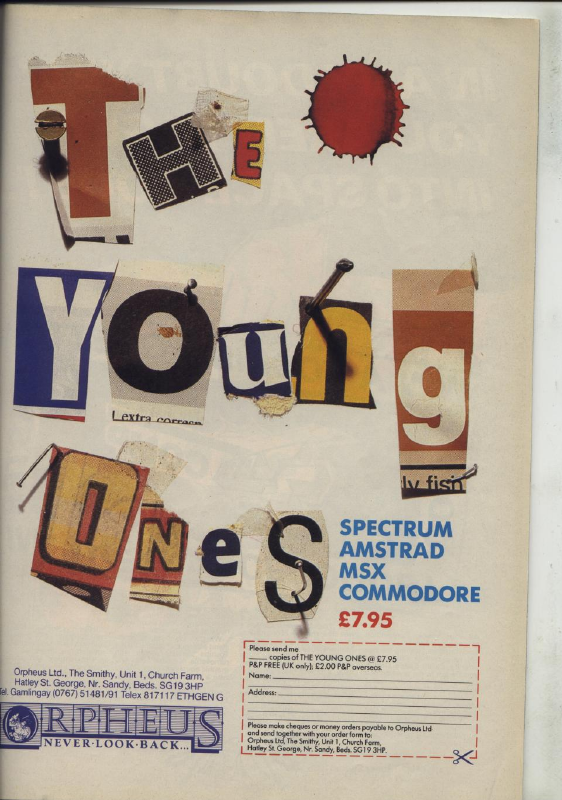 THE
YOung
ONeS
l extra corresp
ly fish
SPECTRUM
AMSTRAD
MSX
COMMODORE
£7.95
Please send me
........ copies of THE YOUNG ONES @ £7.95
P&P FREE (UK only); £2.00 P&P overseas.
Name:
Address:
Please make cheques or money orders payable to Orpheus Ltd
and send together with your order form to:
Orpheus Ltd, The Smithy, Unit 1, Church Farm,
Hatley St. George, Nr. Sandy, Beds. SG19 3HP.
Orpheus Ltd., The Smithy, Unit 1, Church Farm,
Hatley St. George, Nr. Sandy, Beds. SG19 3HP
Tel. Gamlingay (0767) 51481/91 Telex 817117 ETHGEN G
ORPHEUS
NEVER·LOOK·BACK...